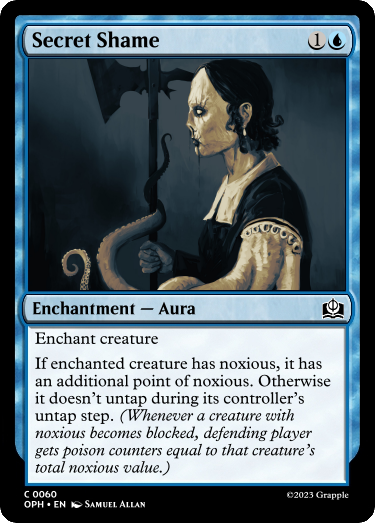 Secret Shame 1
Enchantment — Aura
Enchant creature
If enchanted creature has noxious, it has
an additional point of noxious. Otherwise
it doesn't untap during its controller's
untap step. (Whenever a creature with
noxious becomes blocked, defending player
gets poison counters equal to that creature's
total noxious value.)
C 0060
OPH • EN Samuel Allan
©2023 Grapple